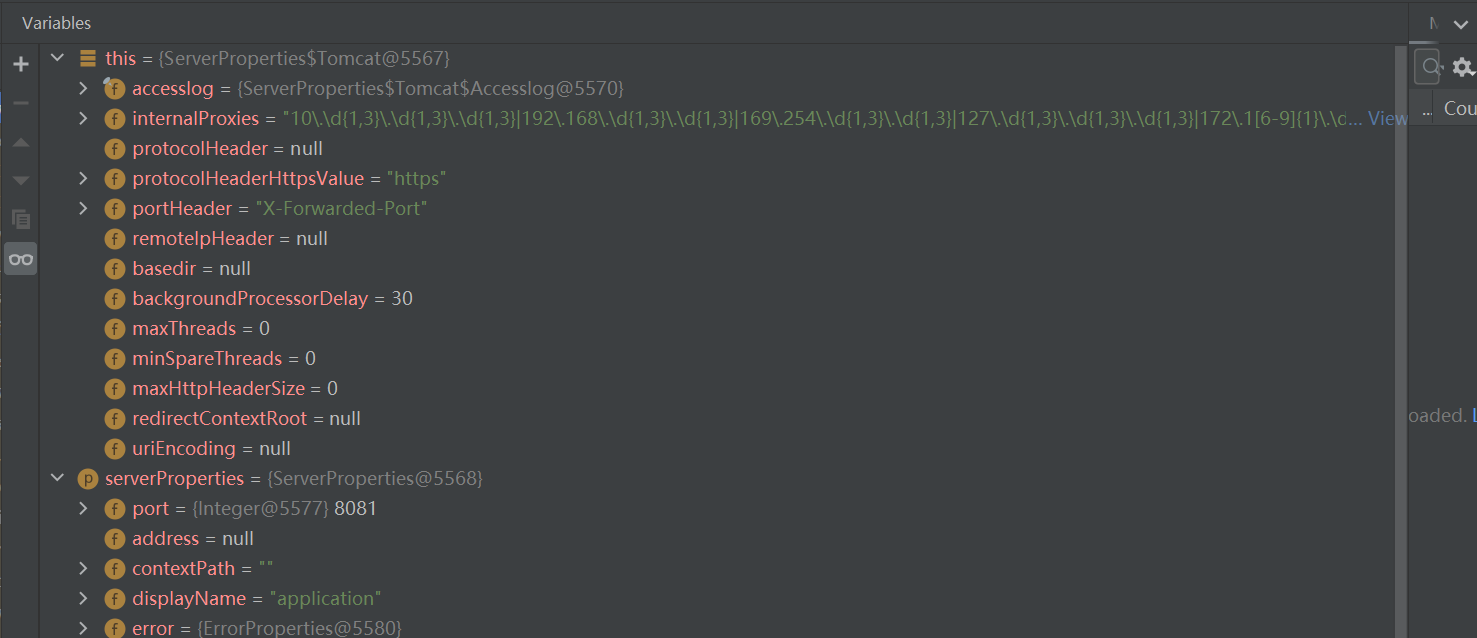 Variables
this = {ServerProperties$Tomcat@5567}
accesslog = {ServerProperties$Tomcat$Accesslog@5570}
internalProxies = "10\.\d{1,3}\.\d{1,3}\.\d{1,3}|192\.168\.\d{1,3}\.\d{1,3}|169\.254\.\d{1,3}\.\d{1,3}|127\.\d{1,3}\.\d{1,3}\.\d{1,3}|172\.1[6-9]{1}\.\d... View
... Cou
protocolHeader = null
protocolHeaderHttpsValue = "https"
portHeader = "X-Forwarded-Port"
remoteIpHeader = null
basedir = null
backgroundProcessorDelay = 30
maxThreads = 0
minSpareThreads = 0
maxHttpHeaderSize = 0
redirectContextRoot = null
oaded.
uriEncoding = null
serverProperties = {ServerProperties@5568}
port = {Integer@5577} 8081
address = null
contextPath = ""
displayName = "application"
error = {ErrorProperties@5580}